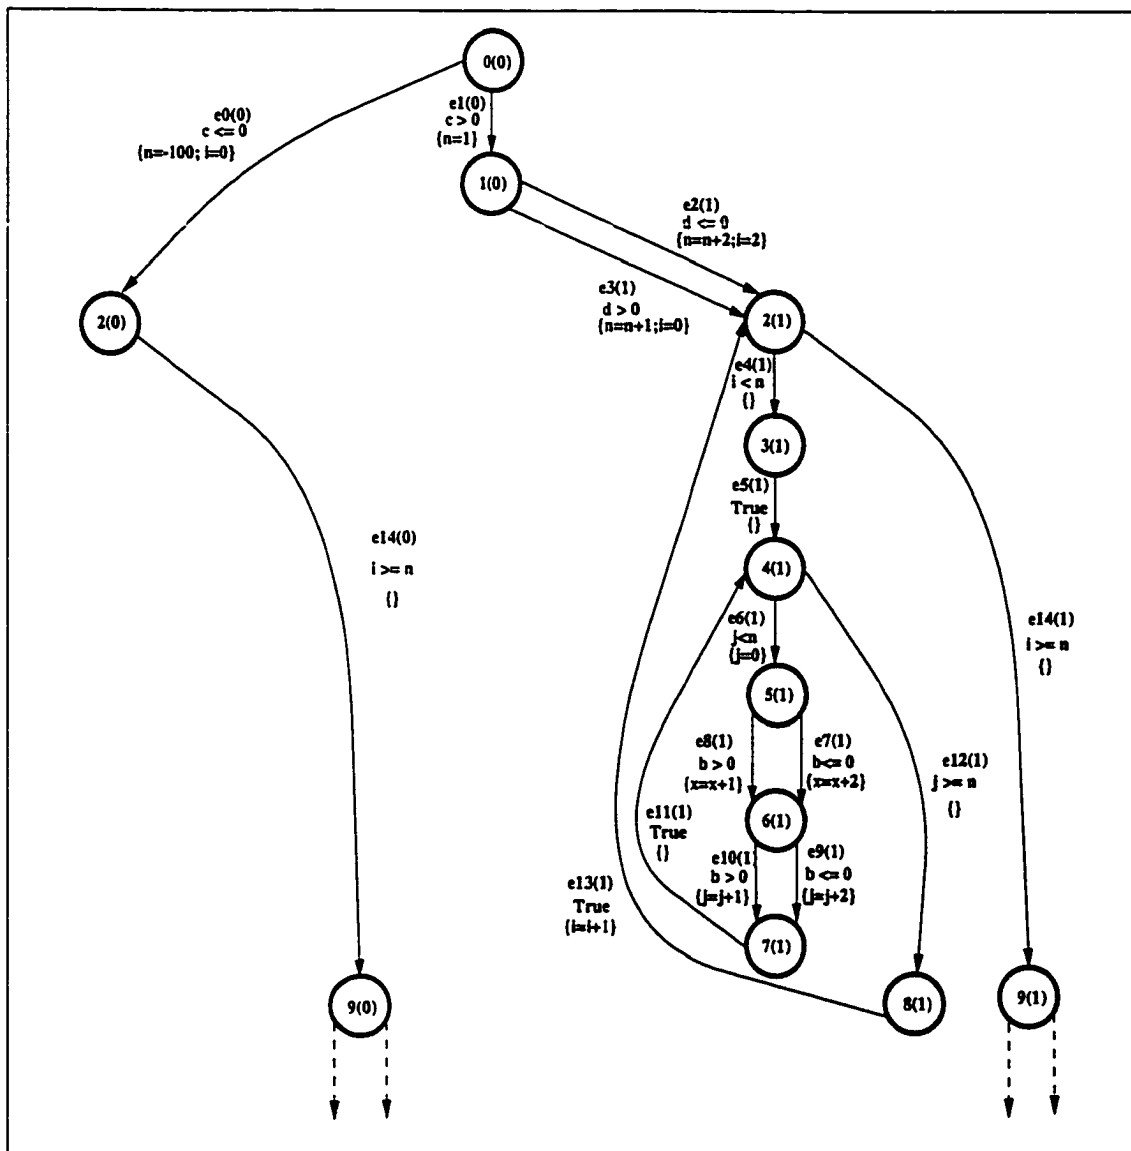 0(0)
e0(0)
c <= 0
{n=-100; i=0}
e1(0)
c > 0
{n=1}
1(0)
e2(1)
d <= 0
{n=n+2;i=2}
e3(1)
d > 0
{n=n+1;i=0}
2(0)
2(1)
e4(1)
i < n
{}
3(1)
e5(1)
True
{}
e14(0)
i >= n
{}
4(1)
e6(1)
j<n
{j=0}
e14(1)
i >= n
{}
5(1)
e8(1)
b > 0
{x=x+1}
e7(1)
b<= 0
{x=x+2}
e12(1)
j >= n
{}
e11(1)
True
{}
6(1)
e10(1)
b > 0
{j=j+1}
e9(1)
b <= 0
{j=j+2}
e13(1)
True
{i=i+1}
7(1)
9(0)
8(1)
9(1)